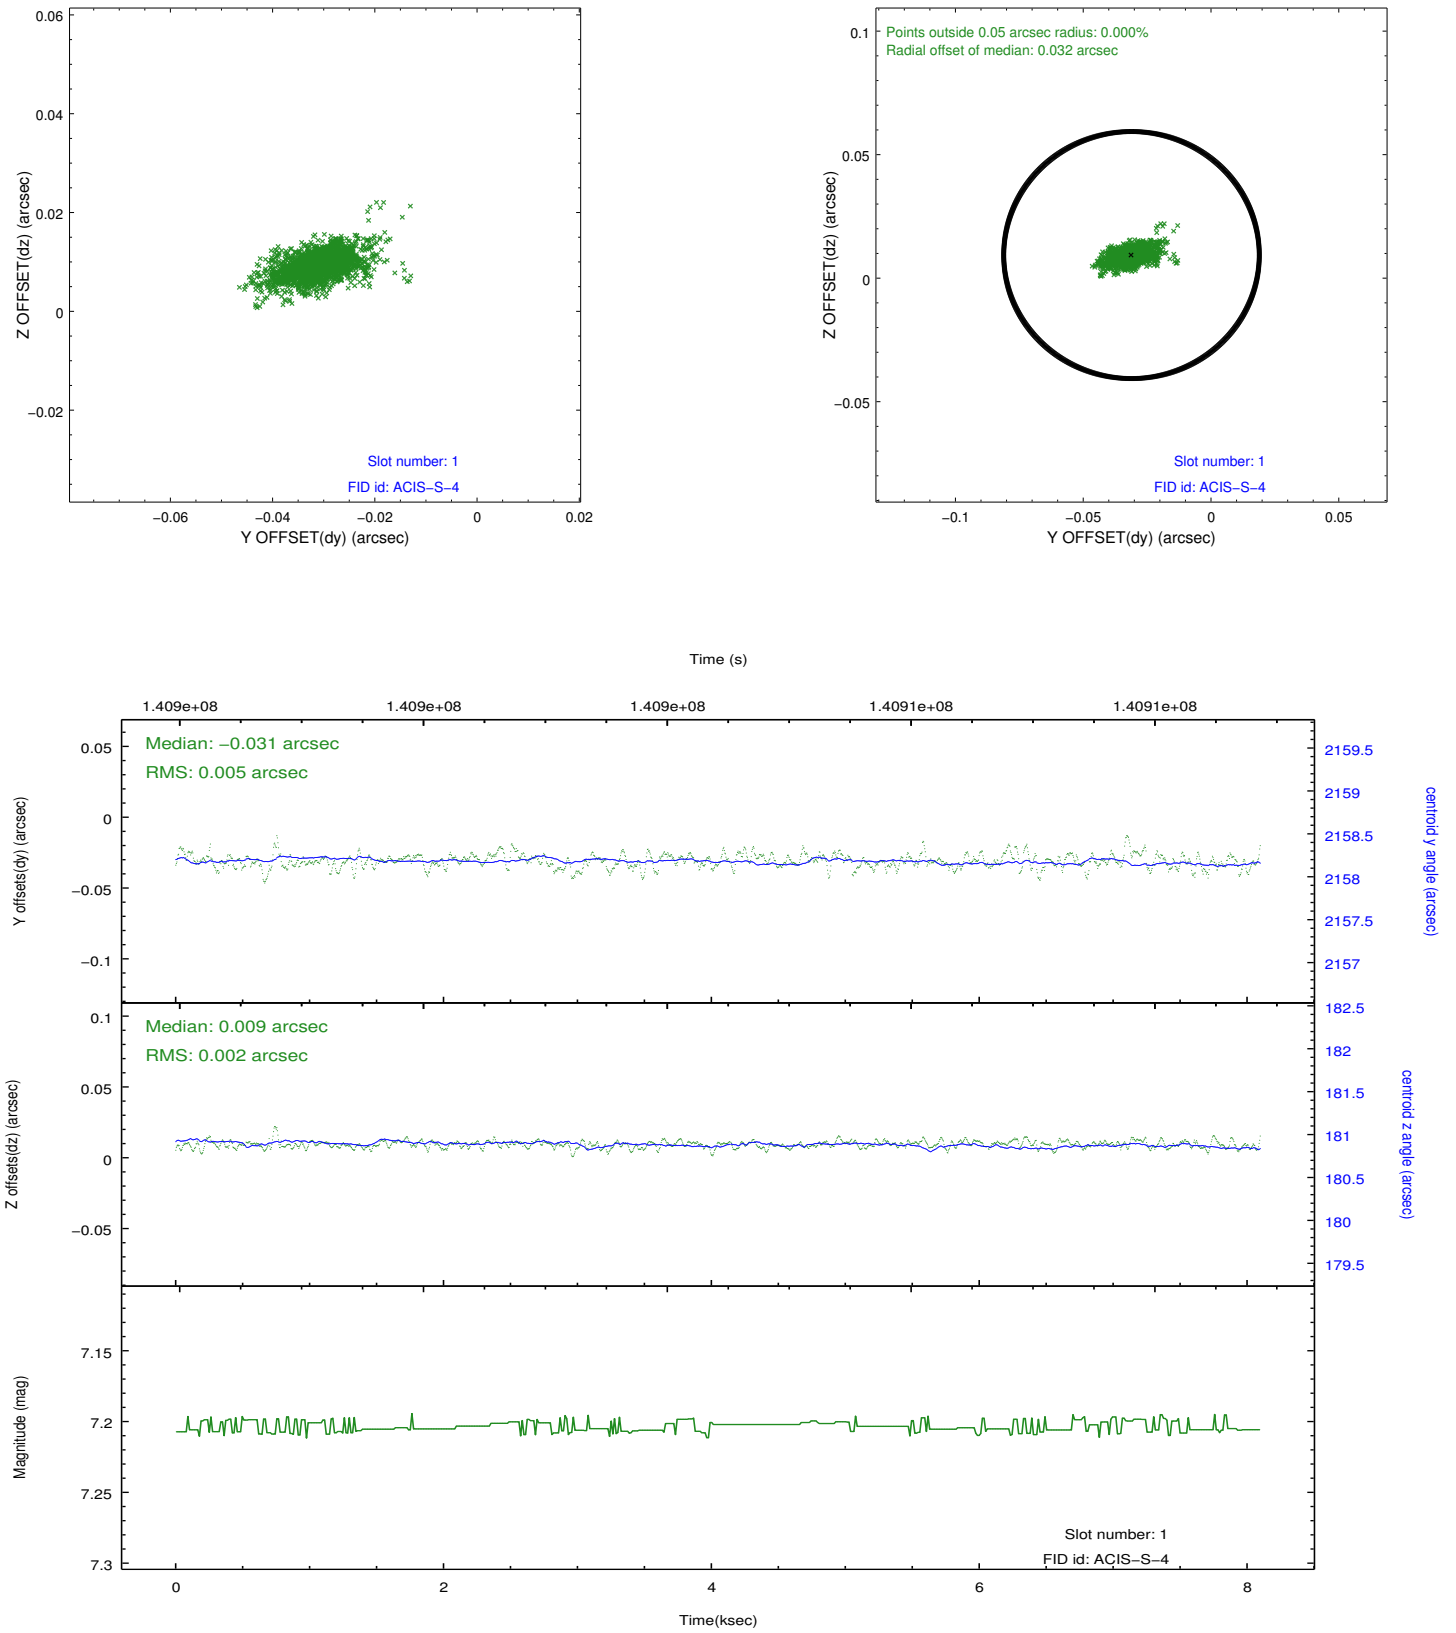 0.06
0.04
0.02
0
−0.02
Z OFFSET(dz) (arcsec)
Slot number: 1
FID id: ACIS−S−4
−0.06
−0.04
−0.02
0
0.02
Y OFFSET(dy) (arcsec)
Points outside 0.05 arcsec radius: 0.000%
Radial offset of median: 0.032 arcsec
0.1
0.05
0
−0.05
Z OFFSET(dz) (arcsec)
Slot number: 1
FID id: ACIS−S−4
−0.1
−0.05
0
0.05
Y OFFSET(dy) (arcsec)
Time (s)
1.409e+08
1.409e+08
1.409e+08
1.4091e+08
1.4091e+08
Median: −0.031 arcsec
RMS: 0.005 arcsec
0.05
0
−0.05
−0.1
Y offsets(dy) (arcsec)
2159.5
2159
2158.5
2158
2157.5
2157
centroid y angle (arcsec)
Median: 0.009 arcsec
RMS: 0.002 arcsec
0.1
0.05
0
−0.05
Z offsets(dz) (arcsec)
182.5
182
181.5
181
180.5
180
179.5
centroid z angle (arcsec)
7.15
7.2
7.25
7.3
Magnitude (mag)
Slot number: 1
FID id: ACIS−S−4
0
2
4
6
8
Time(ksec)